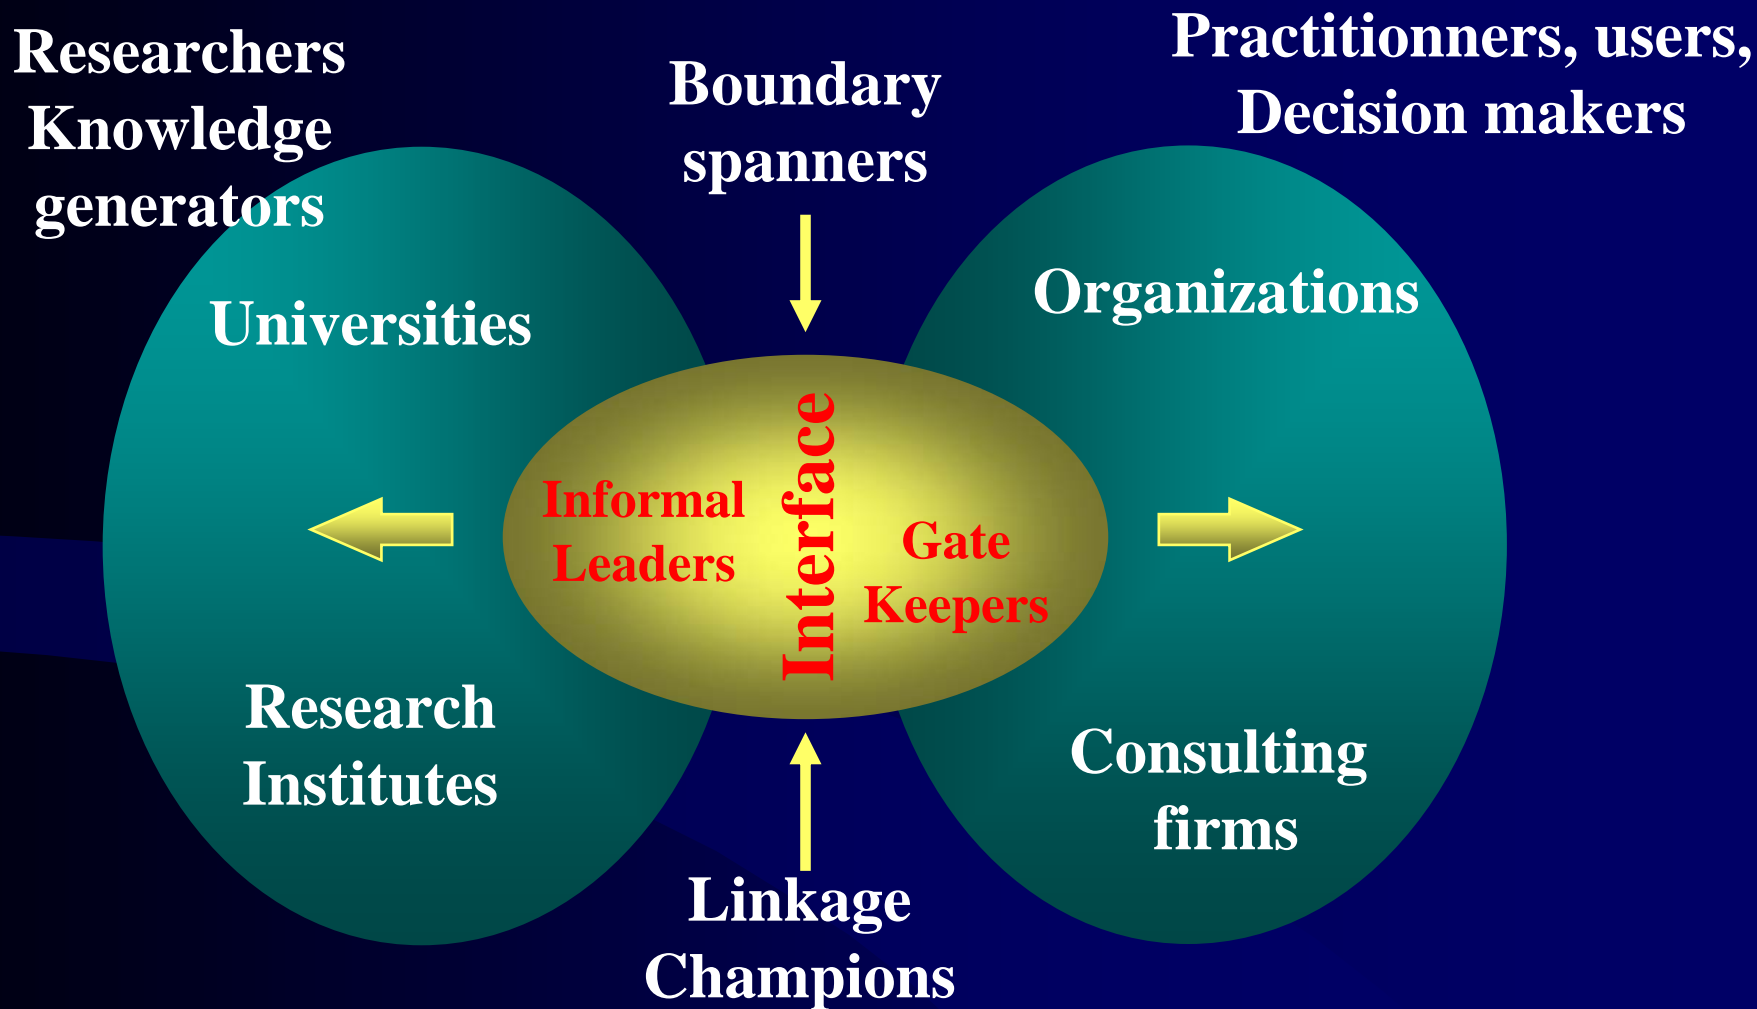 Researchers
Knowledge
generators
Boundary
spanners
Practitionners, users,
Decision makers
Universities
Organizations
Informal
Leaders
Interface
Gate
Keepers
Research
Institutes
Consulting
firms
Linkage
Champions